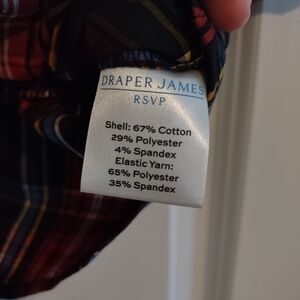 DRAPER JAMES
RSVP
Shell: 67% Cotton
29% Polyester
4% Spandex
Elastic Yarn:
65% Polyester
35% Spandex